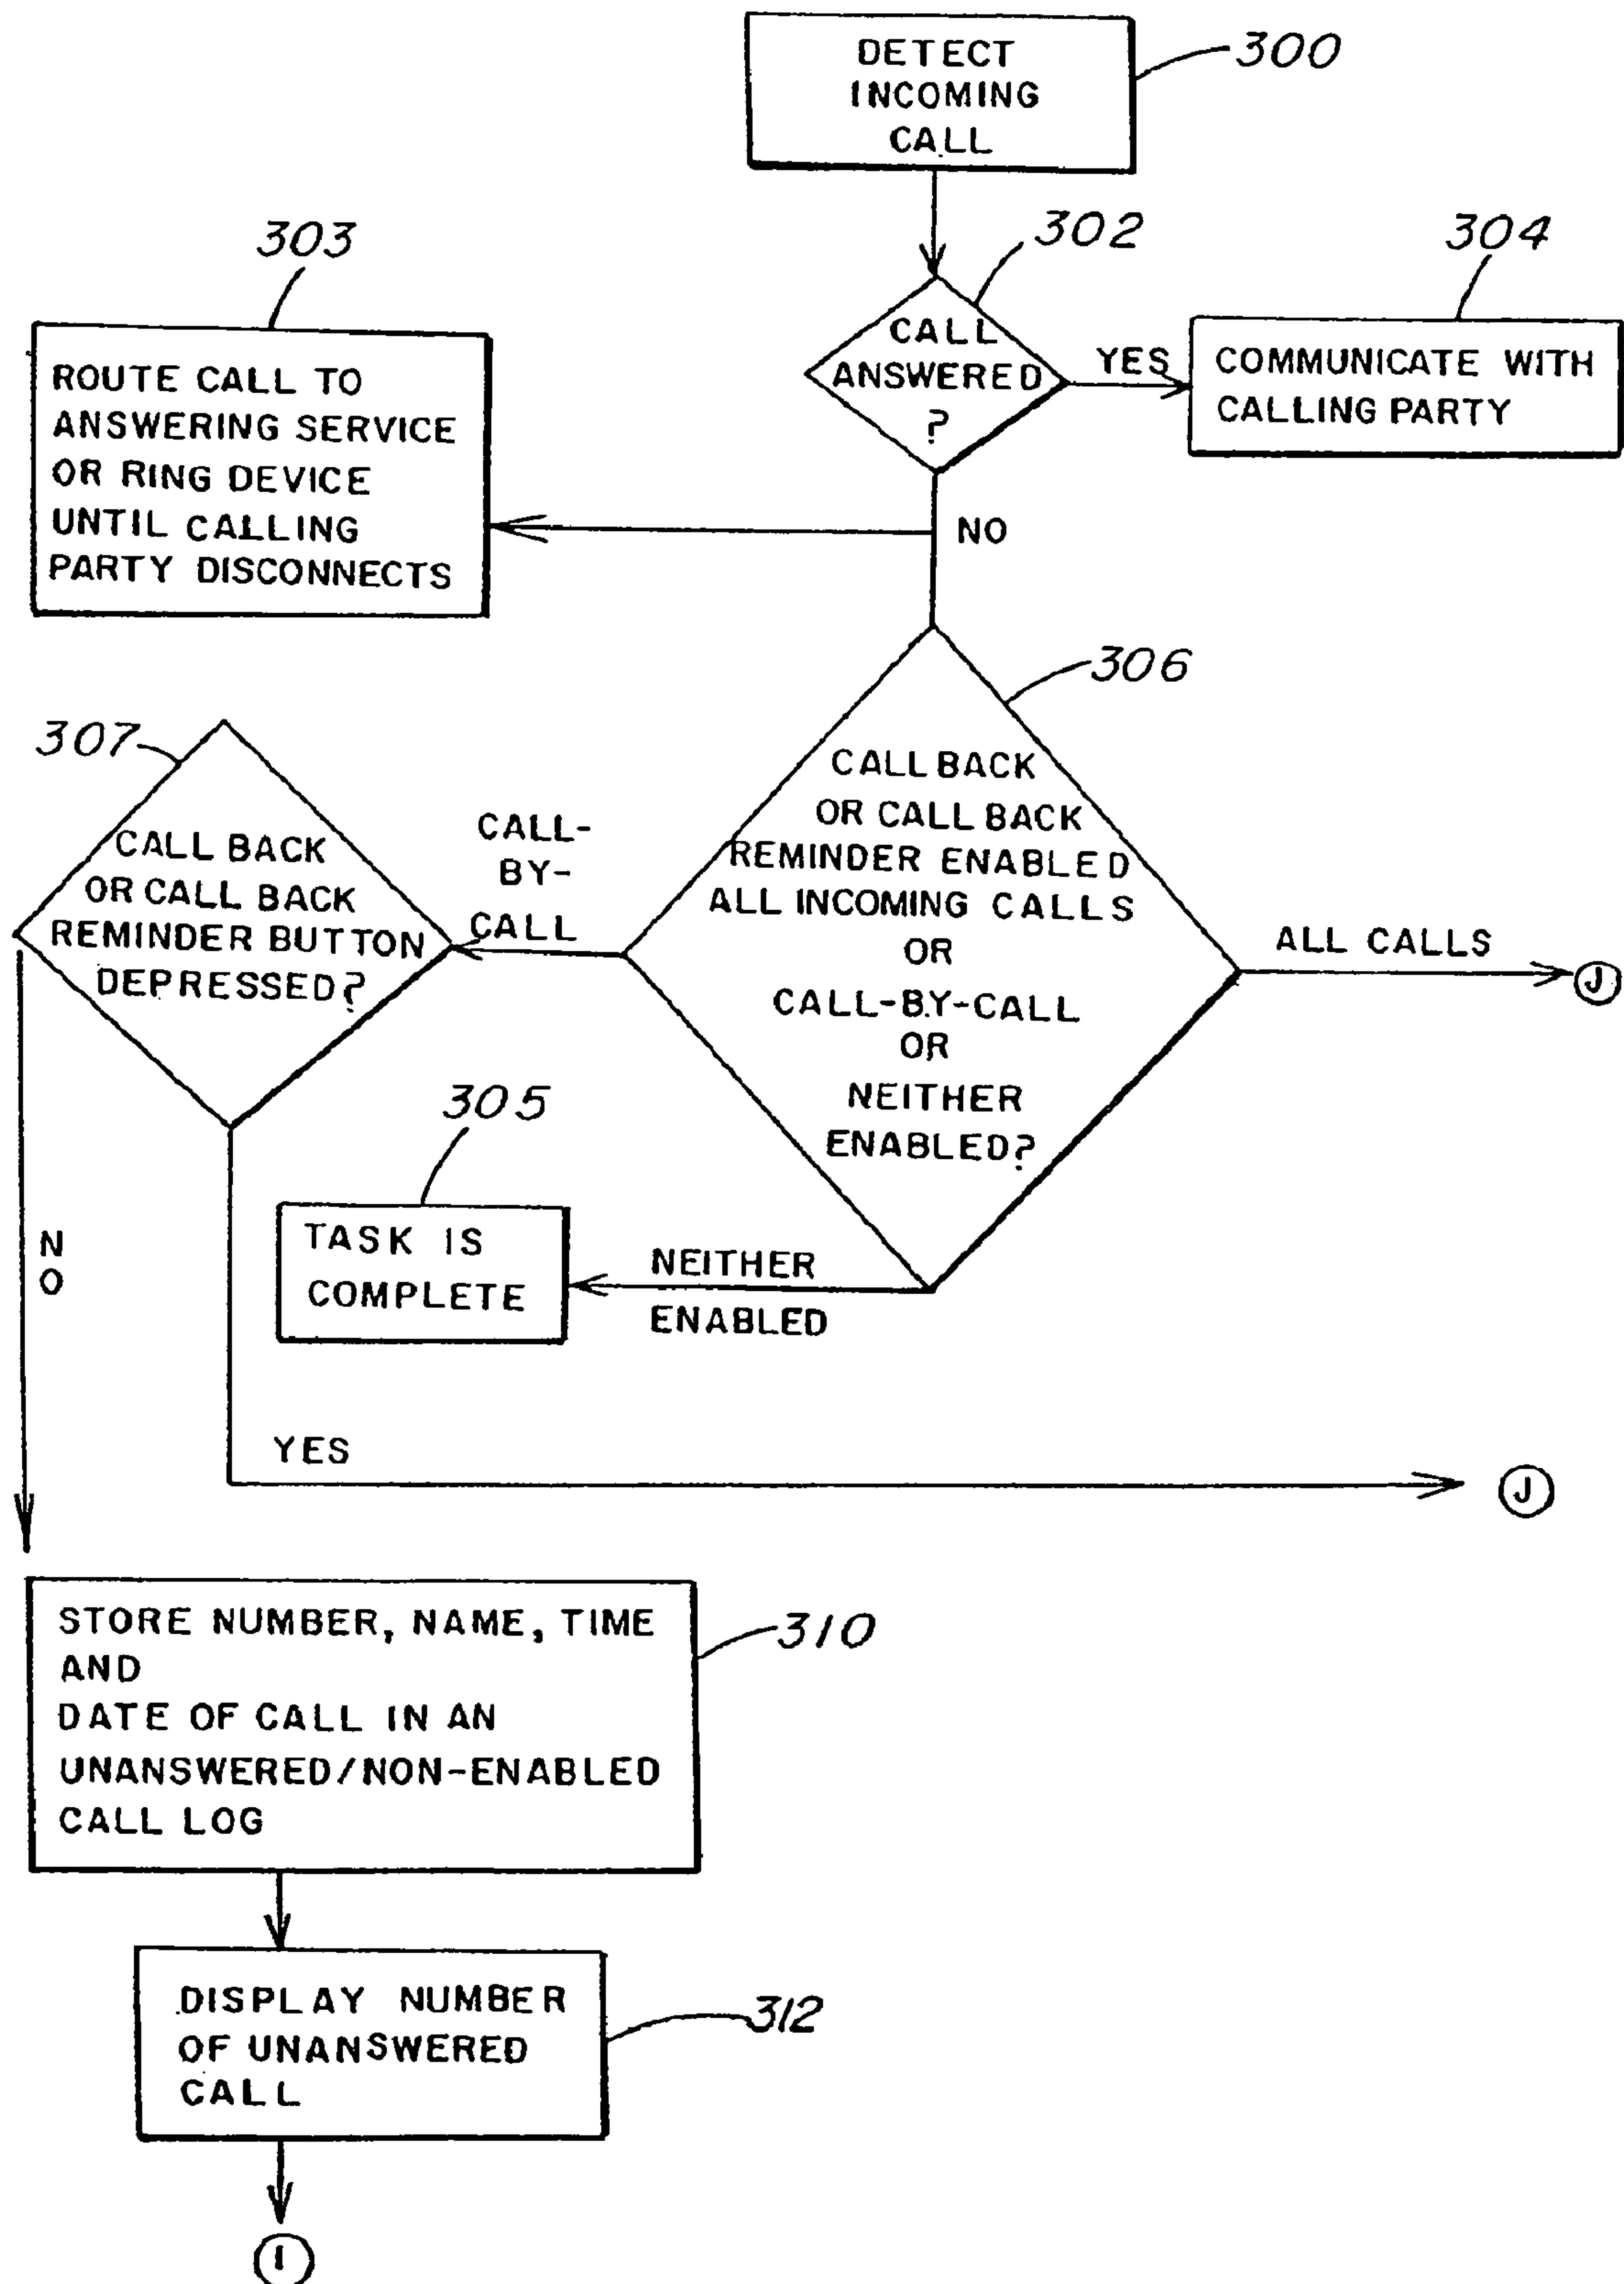 DETECT
INCOMING
CALL
300
302
CALL
ANSWERED
?
YES
304
COMMUNICATE WITH
CALLING PARTY
303
ROUTE CALL TO
ANSWERING SERVICE
OR RING DEVICE
UNTIL CALLING
PARTY DISCONNECTS
NO
306
CALL BACK
OR CALL BACK
REMINDER ENABLED
ALL INCOMING CALLS
OR
CALL-BY-CALL
OR
NEITHER
ENABLED?
ALL CALLS
J
CALL-
BY-
CALL
307
CALL BACK
OR CALL BACK
REMINDER BUTTON
DEPRESSED?
305
TASK IS
COMPLETE
NEITHER
ENABLED
NO
YES
J
STORE NUMBER, NAME, TIME
AND
DATE OF CALL IN AN
UNANSWERED/NON-ENABLED
CALL LOG
310
DISPLAY NUMBER
OF UNANSWERED
CALL
312
I